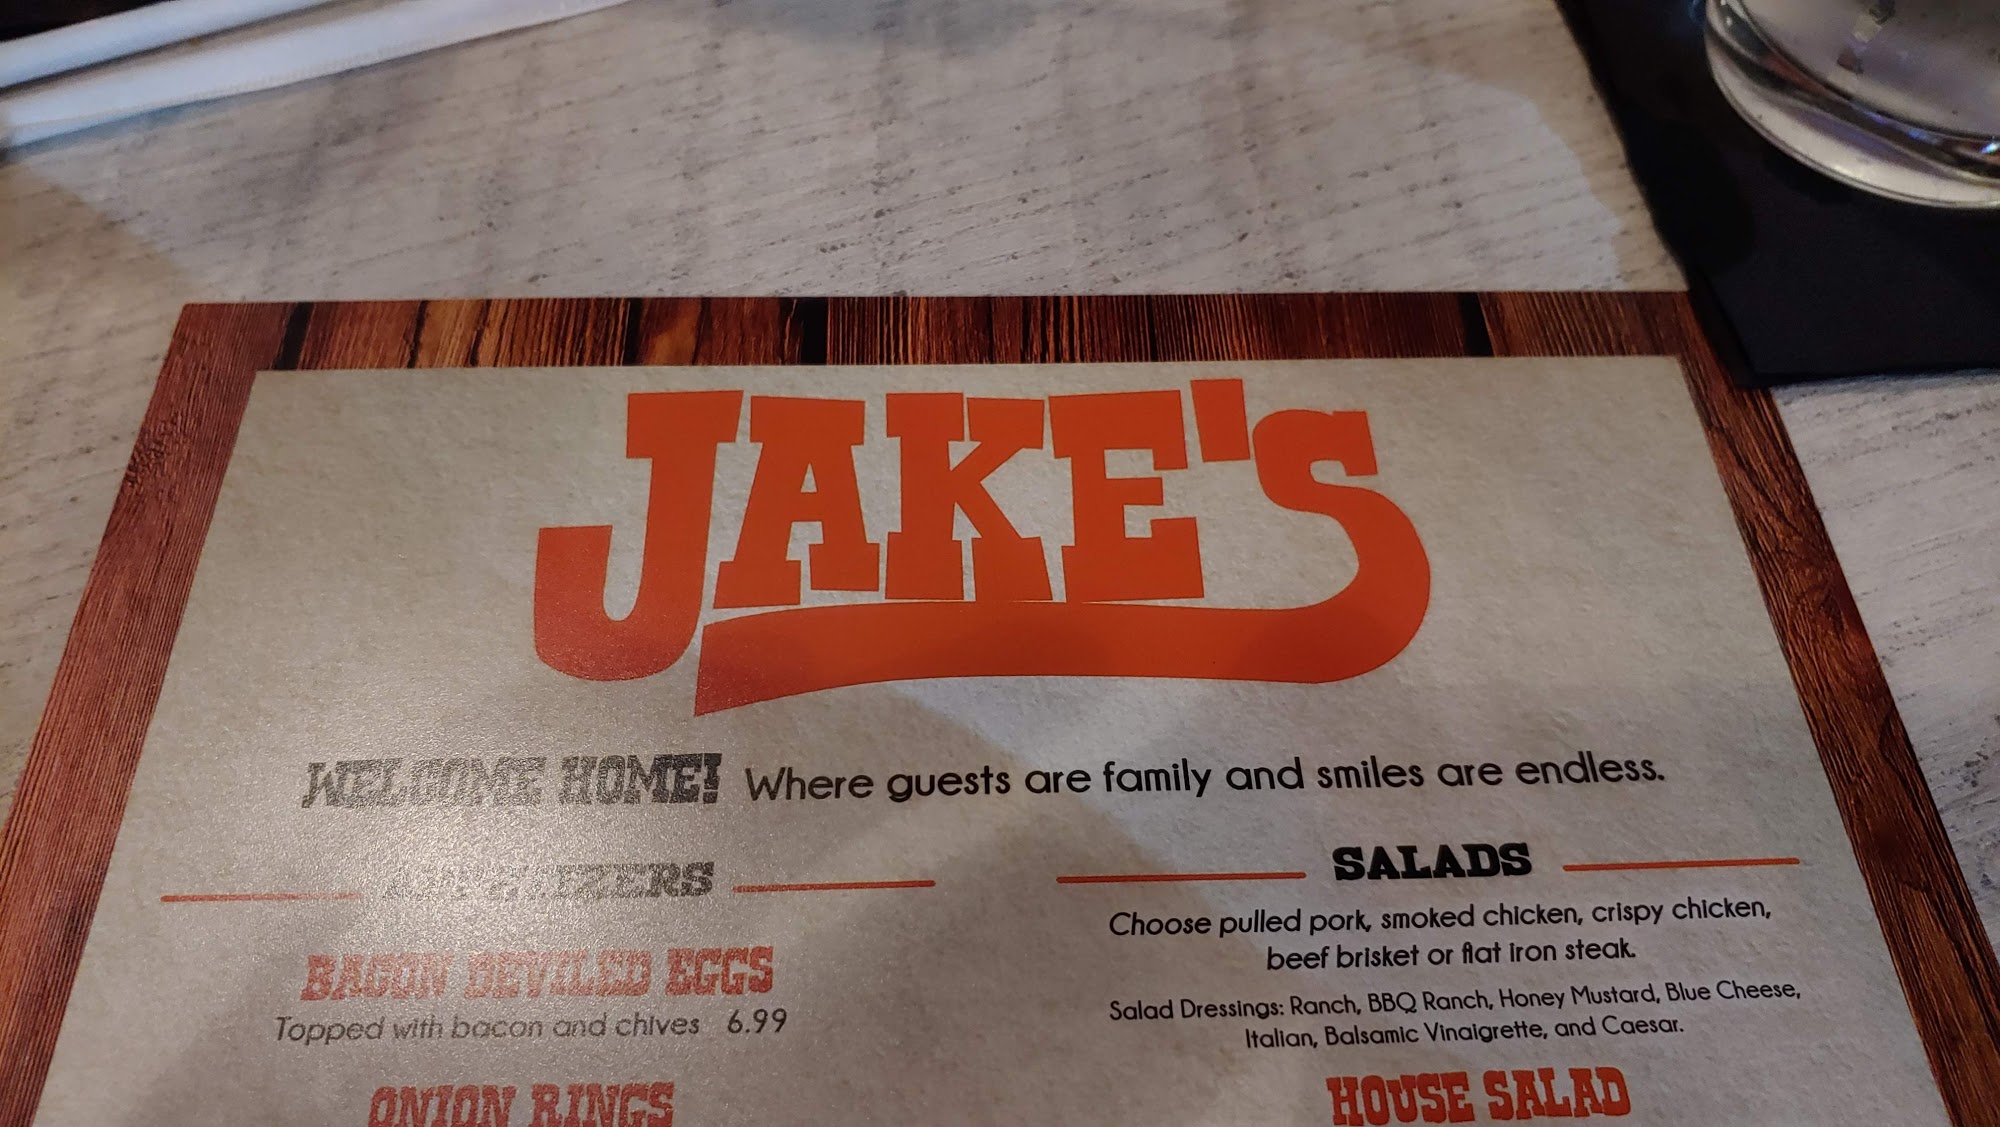 JAKE'S
WELCOME HOME! Where guests are family and smiles are endless.
APPETIZERS
BACON DEVILED EGGS
Topped with bacon and chives 6.99
ONION RINGS
SALADS
Choose pulled pork, smoked chicken, crispy chicken,
beef brisket or flat iron steak.
Salad Dressings: Ranch, BBQ Ranch, Honey Mustard, Blue Cheese,
Italian, Balsamic Vinaigrette, and Caesar.
HOUSE SALAD